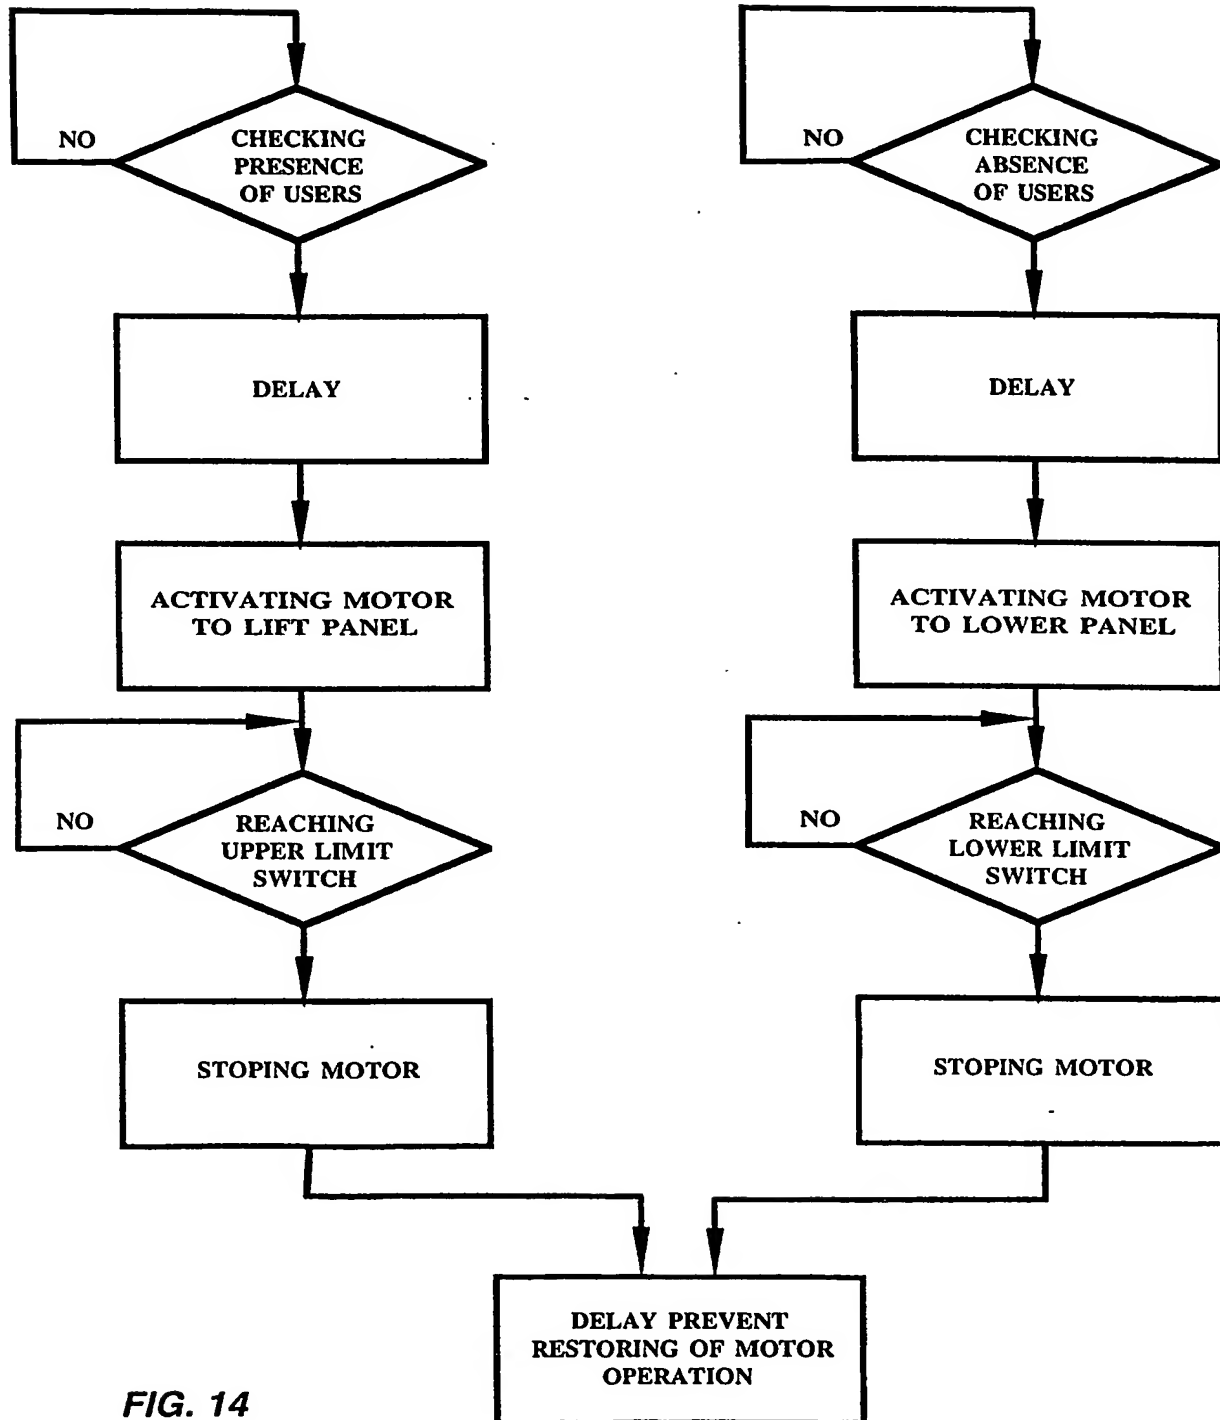 NO
CHECKING
PRESENCE
OF USERS
DELAY
ACTIVATING MOTOR
TO LIFT PANEL
NO
REACHING
UPPER LIMIT
SWITCH
STOPING MOTOR
NO
CHECKING
ABSENCE
OF USERS
DELAY
ACTIVATING MOTOR
TO LOWER PANEL
NO
REACHING
LOWER LIMIT
SWITCH
STOPING MOTOR
DELAY PREVENT
RESTORING OF MOTOR
OPERATION
FIG. 14